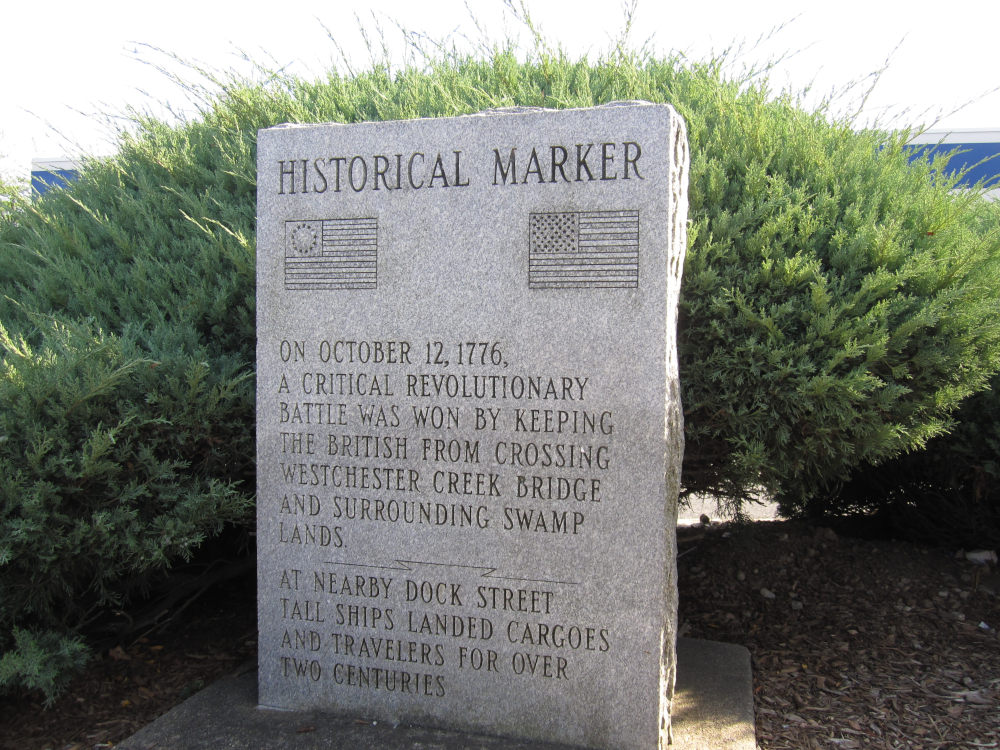 HISTORICAL MARKER
ON OCTOBER 12, 1776,
A CRITICAL REVOLUTIONARY
BATTLE WAS WON BY KEEPING
THE BRITISH FROM CROSSING
WESTCHESTER CREEK BRIDGE
AND SURROUNDING SWAMP
LANDS.
AT NEARBY DOCK STREET
TALL SHIPS LANDED CARGOES
AND TRAVELERS FOR OVER
TWO CENTURIES